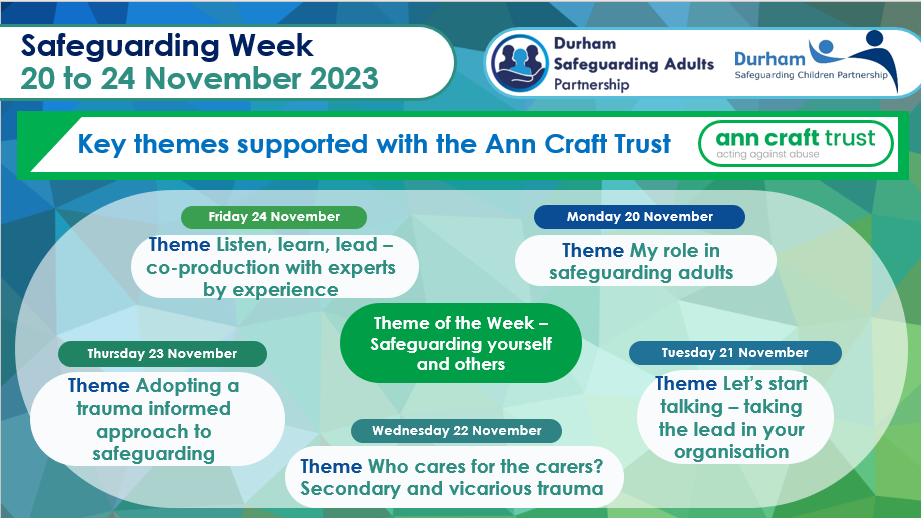 Safeguarding Week
20 to 24 November 2023
Durham
Safeguarding Adults
Partnership
Durham
Safeguarding Children Partnership
Key themes supported with the Ann Craft Trust
ann craft trust
acting against abuse
Friday 24 November
Theme Listen, learn, lead –
co-production with experts
by experience
Monday 20 November
Theme My role in
safeguarding adults
Theme of the Week –
Safeguarding yourself
and others
Thursday 23 November
Theme Adopting a
trauma informed
approach to
safeguarding
Tuesday 21 November
Theme Let's start
talking – taking
the lead in your
organisation
Wednesday 22 November
Theme Who cares for the carers?
Secondary and vicarious trauma